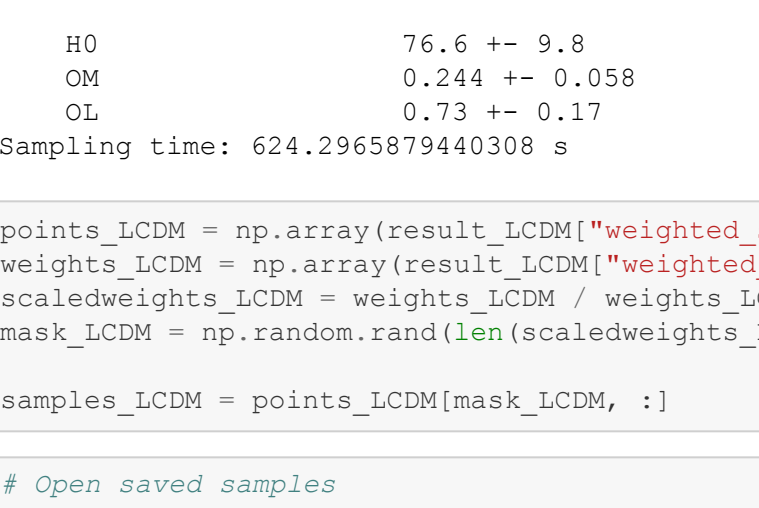 H0 76.6 +- 9.8
OM 0.244 +- 0.058
OL 0.73 +- 0.17
Sampling time: 624.2965879440308 s
points_LCDM = np.array(result_LCDM["weighted_
weights_LCDM = np.array(result_LCDM["weighted
scaledweights_LCDM = weights_LCDM / weights_L
mask_LCDM = np.random.rand(len(scaledweights_
samples_LCDM = points_LCDM[mask_LCDM, :]
# Open saved samples